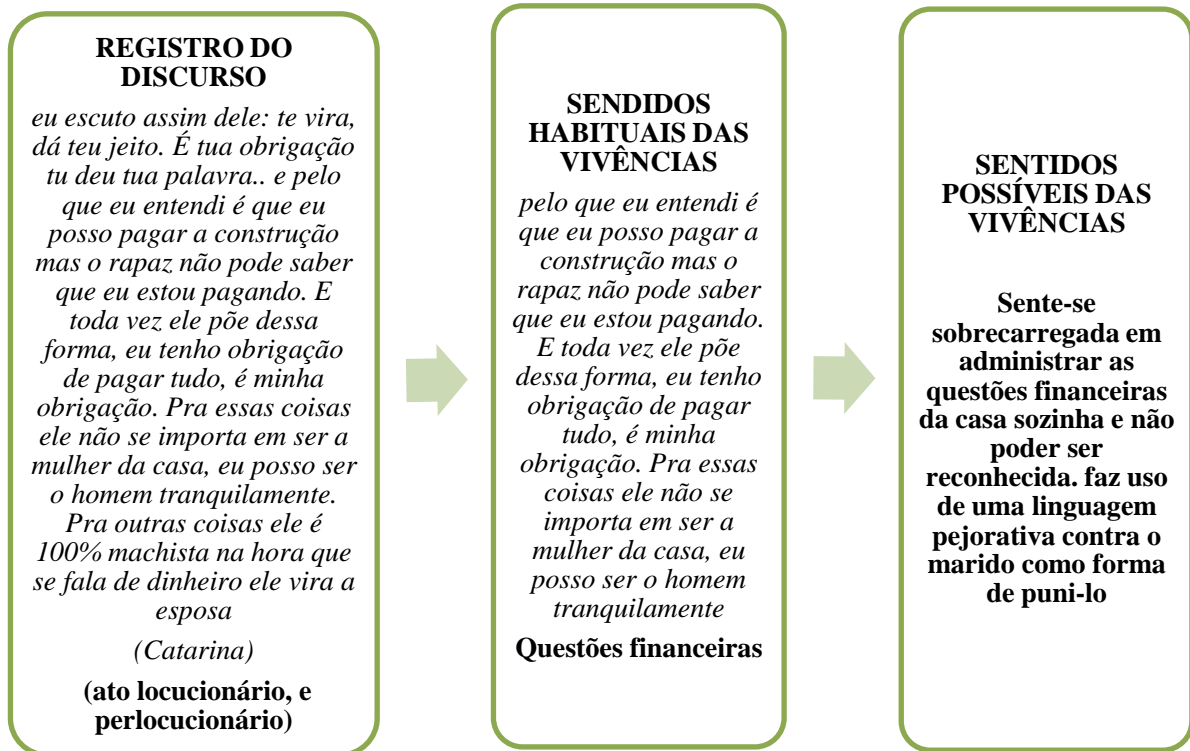 REGISTRO DO
DISCURSO
eu escuto assim dele: te vira,
dá teu jeito. É tua obrigação
tu deu tua palavra.. e pelo
que eu entendi é que eu
posso pagar a construção
mas o rapaz não pode saber
que eu estou pagando. E
toda vez ele põe dessa
forma, eu tenho obrigação
de pagar tudo, é minha
obrigação. Pra essas coisas
ele não se importa em ser a
mulher da casa, eu posso ser
o homem tranquilamente.
Pra outras coisas ele é
100% machista na hora que
se fala de dinheiro ele vira a
esposa
(Catarina)
(ato locucionário, e
perlocucionário)
SENDIDOS
HABITUAIS DAS
VIVÊNCIAS
pelo que eu entendi é
que eu posso pagar a
construção mas o
rapaz não pode saber
que eu estou pagando.
E toda vez ele põe
dessa forma, eu tenho
obrigação de pagar
tudo, é minha
obrigação. Pra essas
coisas ele não se
importa em ser a
mulher da casa, eu
posso ser o homem
tranquilamente
Questões financeiras
SENTIDOS
POSSÍVEIS DAS
VIVÊNCIAS
Sente-se
sobrecarregada em
administrar as
questões financeiras
da casa sozinha e não
poder ser
reconhecida. faz uso
de uma linguagem
pejorativa contra o
marido como forma
de puni-lo